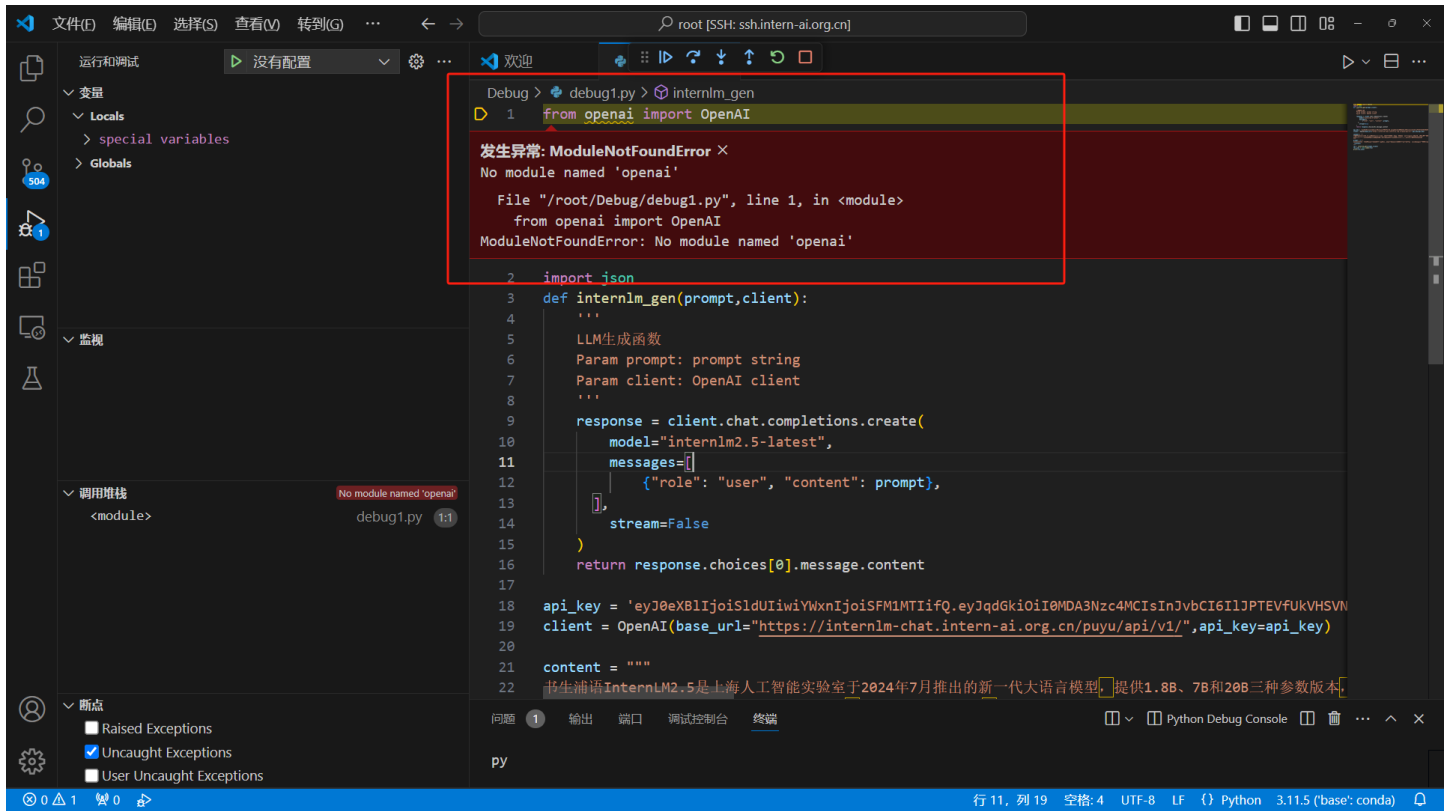 文件(F) 编辑(E) 选择(S) 查看(V) 转到(G) ··· root [SSH: ssh.intern-ai.org.cn]
运行和调试 没有配置 ···
变量
Locals
special variables
Globals
监视
调用堆栈 No module named 'openai'
<module> debug1.py 1:1
断点
Raised Exceptions
Uncaught Exceptions
User Uncaught Exceptions
504
1
欢迎
Debug > debug1.py > internlm_gen
1 from openai import OpenAI
发生异常: ModuleNotFoundError ×
No module named 'openai'
File "/root/Debug/debug1.py", line 1, in <module>
from openai import OpenAI
ModuleNotFoundError: No module named 'openai'
2 import json
3 def internlm_gen(prompt,client):
4 '''
5 LLM生成函数
6 Param prompt: prompt string
7 Param client: OpenAI client
8 '''
9 response = client.chat.completions.create(
10 model="internlm2.5-latest",
11 messages=[
12 {"role": "user", "content": prompt},
13 ],
14 stream=False
15 )
16 return response.choices[0].message.content
17
18 api_key = 'eyJ0eXBlIjoiSldUIiwiYWxnIjoiSFM1MTIifQ.eyJqdGkiOiI0MDA3Nzc4MCIsInJvbCI6IlJPTEVfUkVHSVN
19 client = OpenAI(base_url="https://internlm-chat.intern-ai.org.cn/puyu/api/v1/",api_key=api_key)
20
21 content = """
22 书生浦语InternLM2.5是上海人工智能实验室于2024年7月推出的新一代大语言模型，提供1.8B、7B和20B三种参数版本，
问题 1 输出 端口 调试控制台 终端 Python Debug Console ···
py
0 1 0 行 11，列 19 空格: 4 UTF-8 LF {} Python 3.11.5 ('base': conda)